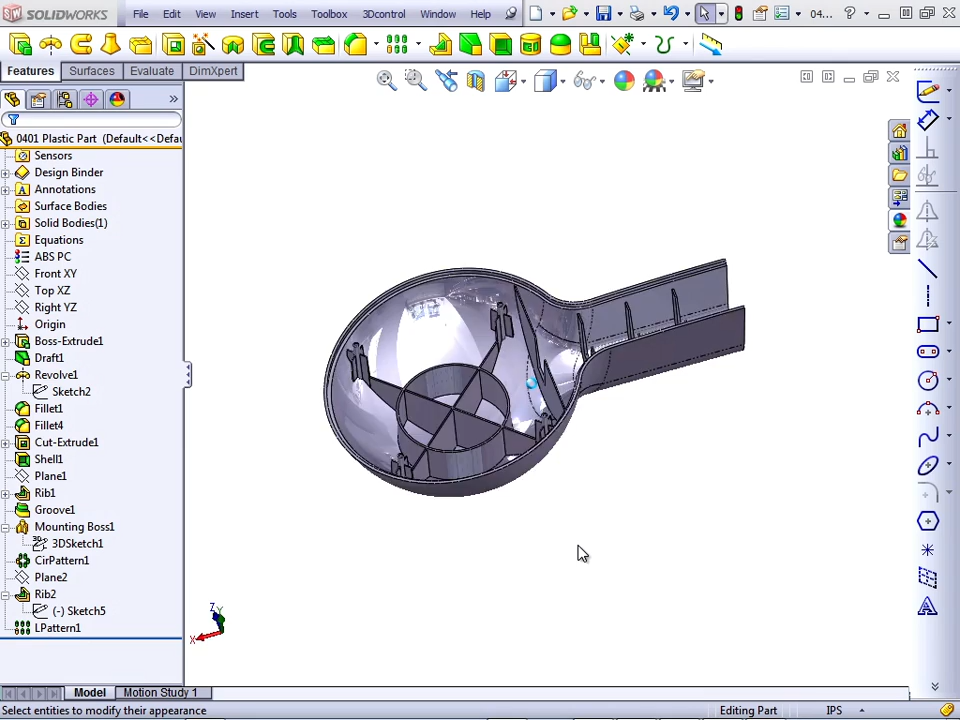 SOLIDWORKS File Edit View Insert Tools Toolbox 3Dcontrol Window Help 04... ?
Features Surfaces Evaluate DimXpert
0401 Plastic Part (Default<<Defau
Sensors
Design Binder
Annotations
Surface Bodies
Solid Bodies(1)
Equations
ABS PC
Front XY
Top XZ
Right YZ
Origin
Boss-Extrude1
Draft1
Revolve1
Sketch2
Fillet1
Fillet4
Cut-Extrude1
Shell1
Plane1
Rib1
Groove1
Mounting Boss1
3DSketch1
CirPattern1
Plane2
Rib2
(-) Sketch5
LPattern1
Z Y
X
Model Motion Study 1
Select entities to modify their appearance Editing Part IPS